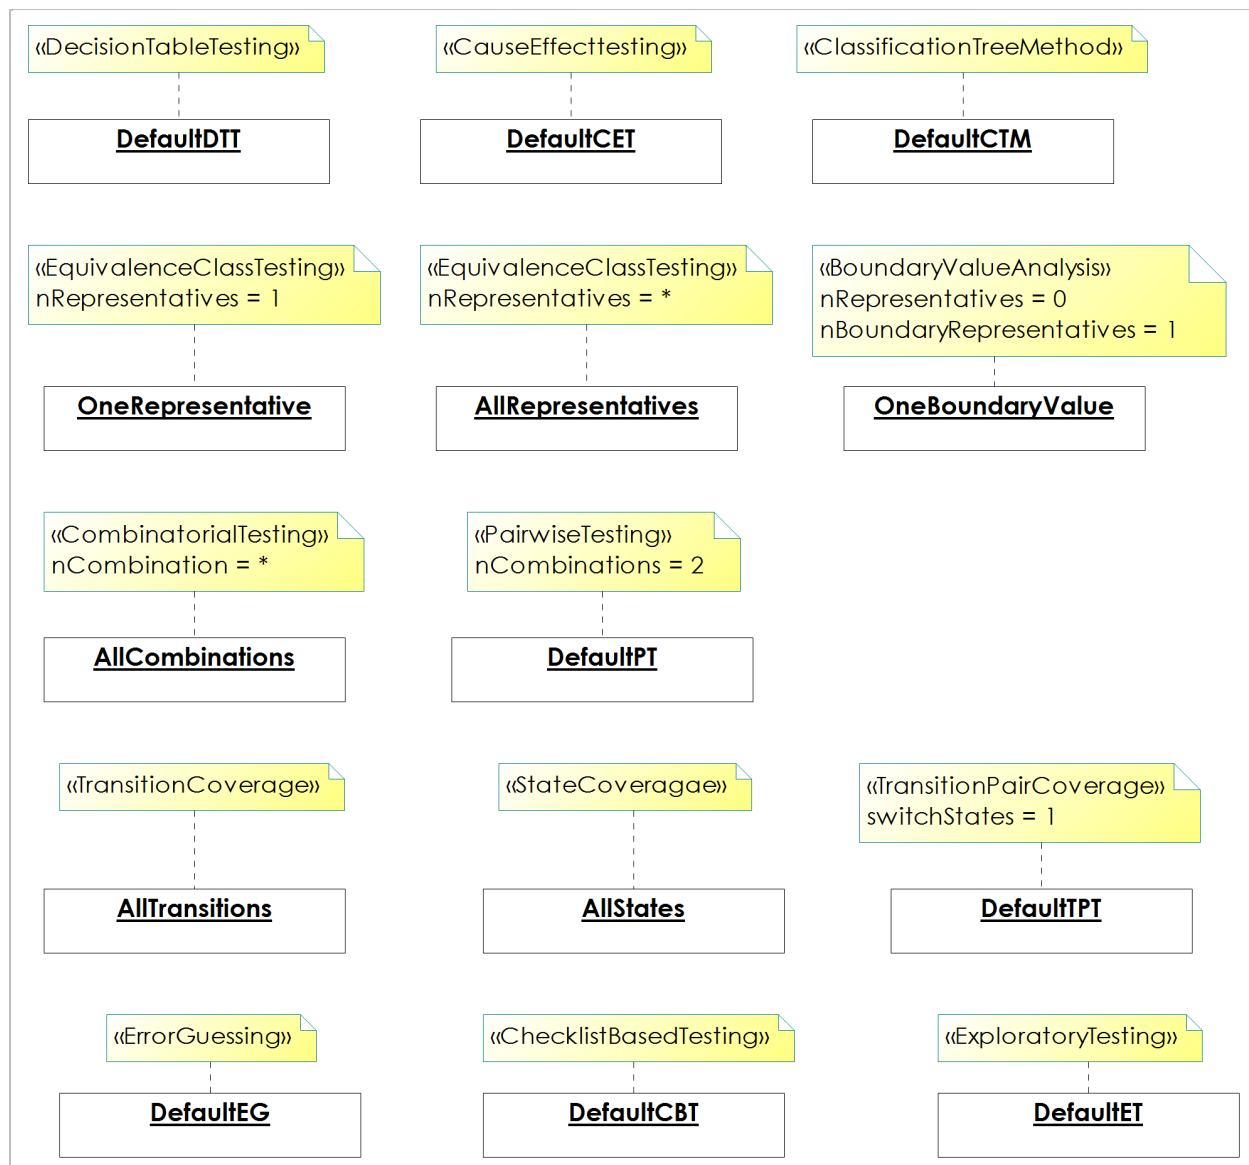 «DecisionTableTesting»
«CauseEffecttesting»
«ClassificationTreeMethod»
DefaultDTT
DefaultCET
DefaultCTM
«EquivalenceClassTesting»
nRepresentatives = 1
«EquivalenceClassTesting»
nRepresentatives = *
«BoundaryValueAnalysis»
nRepresentatives = 0
nBoundaryRepresentatives = 1
OneRepresentative
AllRepresentatives
OneBoundaryValue
«CombinatorialTesting»
nCombination = *
«PairwiseTesting»
nCombinations = 2
AllCombinations
DefaultPT
«TransitionCoverage»
«StateCoveragae»
«TransitionPairCoverage»
switchStates = 1
AllTransitions
AllStates
DefaultTPT
«ErrorGuessing»
«ChecklistBasedTesting»
«ExploratoryTesting»
DefaultEG
DefaultCBT
DefaultET